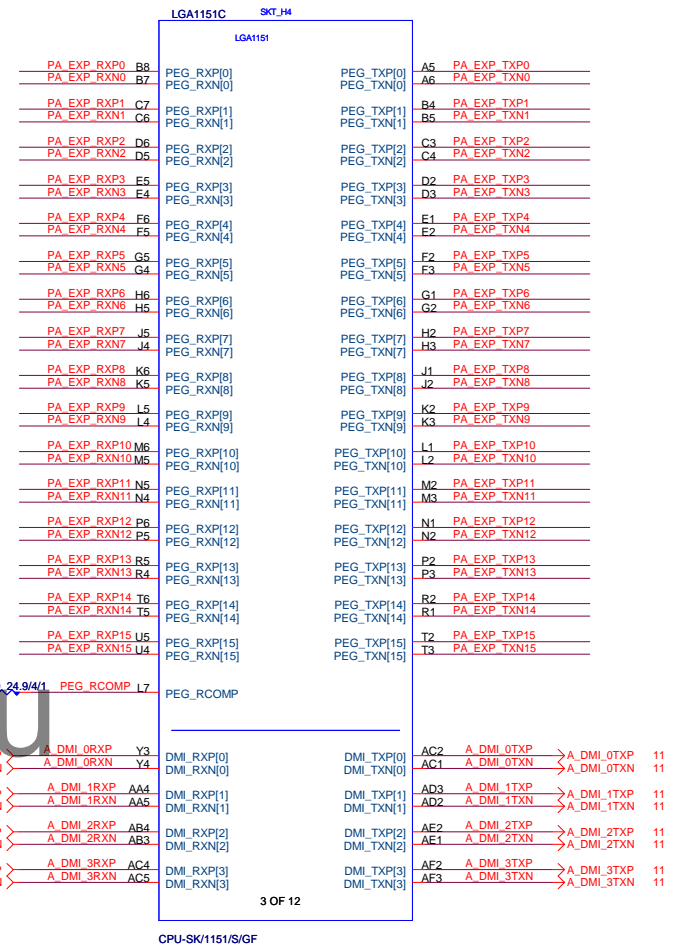 LGA1151C SKT_H4
LGA1151
PA_EXP_RXP0 B8 PEG_RXP[0] PEG_TXP[0] A5 PA_EXP_TXP0
PA_EXP_RXN0 B7 PEG_RXN[0] PEG_TXN[0] A6 PA_EXP_TXN0
PA_EXP_RXP1 C7 PEG_RXP[1] PEG_TXP[1] B4 PA_EXP_TXP1
PA_EXP_RXN1 C6 PEG_RXN[1] PEG_TXN[1] B5 PA_EXP_TXN1
PA_EXP_RXP2 D6 PEG_RXP[2] PEG_TXP[2] C3 PA_EXP_TXP2
PA_EXP_RXN2 D5 PEG_RXN[2] PEG_TXN[2] C4 PA_EXP_TXN2
PA_EXP_RXP3 E5 PEG_RXP[3] PEG_TXP[3] D2 PA_EXP_TXP3
PA_EXP_RXN3 E4 PEG_RXN[3] PEG_TXN[3] D3 PA_EXP_TXN3
PA_EXP_RXP4 F6 PEG_RXP[4] PEG_TXP[4] E1 PA_EXP_TXP4
PA_EXP_RXN4 F5 PEG_RXN[4] PEG_TXN[4] E2 PA_EXP_TXN4
PA_EXP_RXP5 G5 PEG_RXP[5] PEG_TXP[5] F2 PA_EXP_TXP5
PA_EXP_RXN5 G4 PEG_RXN[5] PEG_TXN[5] F3 PA_EXP_TXN5
PA_EXP_RXP6 H6 PEG_RXP[6] PEG_TXP[6] G1 PA_EXP_TXP6
PA_EXP_RXN6 H5 PEG_RXN[6] PEG_TXN[6] G2 PA_EXP_TXN6
PA_EXP_RXP7 J5 PEG_RXP[7] PEG_TXP[7] H2 PA_EXP_TXP7
PA_EXP_RXN7 J4 PEG_RXN[7] PEG_TXN[7] H3 PA_EXP_TXN7
PA_EXP_RXP8 K6 PEG_RXP[8] PEG_TXP[8] J1 PA_EXP_TXP8
PA_EXP_RXN8 K5 PEG_RXN[8] PEG_TXN[8] J2 PA_EXP_TXN8
PA_EXP_RXP9 L5 PEG_RXP[9] PEG_TXP[9] K2 PA_EXP_TXP9
PA_EXP_RXN9 L4 PEG_RXN[9] PEG_TXN[9] K3 PA_EXP_TXN9
PA_EXP_RXP10 M6 PEG_RXP[10] PEG_TXP[10] L1 PA_EXP_TXP10
PA_EXP_RXN10 M5 PEG_RXN[10] PEG_TXN[10] L2 PA_EXP_TXN10
PA_EXP_RXP11 N5 PEG_RXP[11] PEG_TXP[11] M2 PA_EXP_TXP11
PA_EXP_RXN11 N4 PEG_RXN[11] PEG_TXN[11] M3 PA_EXP_TXN11
PA_EXP_RXP12 P6 PEG_RXP[12] PEG_TXP[12] N1 PA_EXP_TXP12
PA_EXP_RXN12 P5 PEG_RXN[12] PEG_TXN[12] N2 PA_EXP_TXN12
PA_EXP_RXP13 R5 PEG_RXP[13] PEG_TXP[13] P2 PA_EXP_TXP13
PA_EXP_RXN13 R4 PEG_RXN[13] PEG_TXN[13] P3 PA_EXP_TXN13
PA_EXP_RXP14 T6 PEG_RXP[14] PEG_TXP[14] R2 PA_EXP_TXP14
PA_EXP_RXN14 T5 PEG_RXN[14] PEG_TXN[14] R1 PA_EXP_TXN14
PA_EXP_RXP15 U5 PEG_RXP[15] PEG_TXP[15] T2 PA_EXP_TXP15
PA_EXP_RXN15 U4 PEG_RXN[15] PEG_TXN[15] T3 PA_EXP_TXN15
24.9/4/1 PEG_RCOMP L7 PEG_RCOMP
u
A_DMI_0RXP Y3 DMI_RXP[0] DMI_TXP[0] AC2 A_DMI_0TXP A_DMI_0TXP 11
A_DMI_0RXN Y4 DMI_RXN[0] DMI_TXN[0] AC1 A_DMI_0TXN A_DMI_0TXN 11
A_DMI_1RXP AA4 DMI_RXP[1] DMI_TXP[1] AD3 A_DMI_1TXP A_DMI_1TXP 11
A_DMI_1RXN AA5 DMI_RXN[1] DMI_TXN[1] AD2 A_DMI_1TXN A_DMI_1TXN 11
A_DMI_2RXP AB4 DMI_RXP[2] DMI_TXP[2] AE2 A_DMI_2TXP A_DMI_2TXP 11
A_DMI_2RXN AB3 DMI_RXN[2] DMI_TXN[2] AE1 A_DMI_2TXN A_DMI_2TXN 11
A_DMI_3RXP AC4 DMI_RXP[3] DMI_TXP[3] AF2 A_DMI_3TXP A_DMI_3TXP 11
A_DMI_3RXN AC5 DMI_RXN[3] DMI_TXN[3] AF3 A_DMI_3TXN A_DMI_3TXN 11
3 OF 12
CPU-SK/1151/S/GF